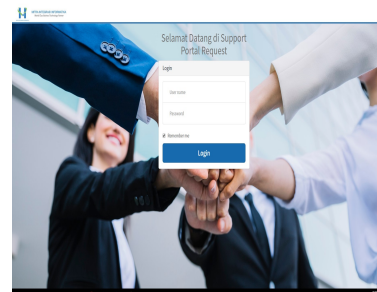 Selamat Datang di Support
Portal Request
Login
User name
Password
Remember me
Login